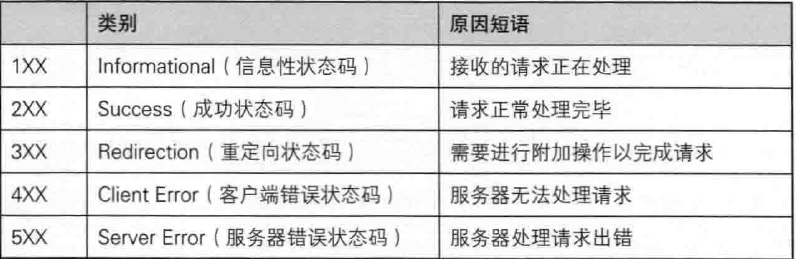 类别 原因短语
1XX Informational（信息性状态码） 接收的请求正在处理
2XX Success（成功状态码） 请求正常处理完毕
3XX Redirection（重定向状态码） 需要进行附加操作以完成请求
4XX Client Error（客户端错误状态码） 服务器无法处理请求
5XX Server Error（服务器错误状态码） 服务器处理请求出错